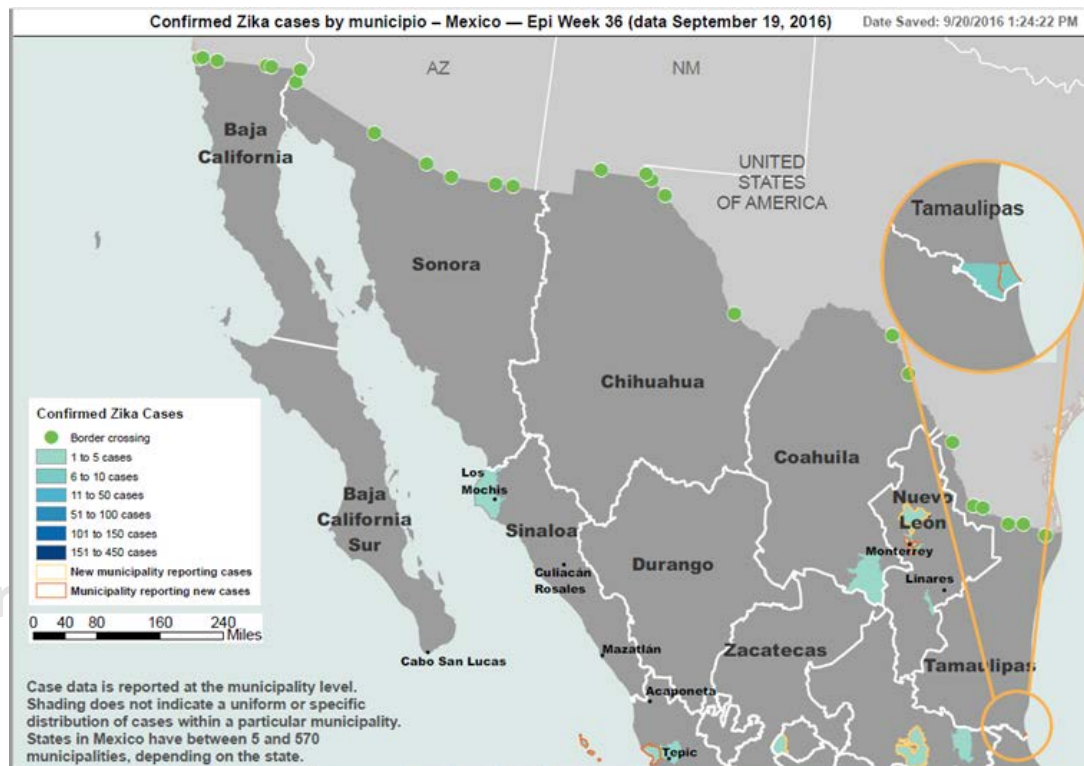 Confirmed Zika cases by municipio – Mexico — Epi Week 36 (data September 19, 2016)
Date Saved: 9/20/2016 1:24:22 PM
AZ
NM
UNITED
STATES
OF AMERICA
Baja
California
Sonora
Chihuahua
Coahuila
Tamaulipas
Nuevo
León
Monterrey
Linares
Los
Mochis
Baja
California
Sur
Sinaloa
Culiacán
Rosales
Durango
Zacatecas
Tamaulipas
Mazatlán
Cabo San Lucas
Acaponeta
Tepic
Confirmed Zika Cases
Border crossing
1 to 5 cases
6 to 10 cases
11 to 50 cases
51 to 100 cases
101 to 150 cases
151 to 450 cases
New municipality reporting cases
Municipality reporting new cases
0 40 80 160 240
Miles
Case data is reported at the municipality level.
Shading does not indicate a uniform or specific
distribution of cases within a particular municipality.
States in Mexico have between 5 and 570
municipalities, depending on the state.